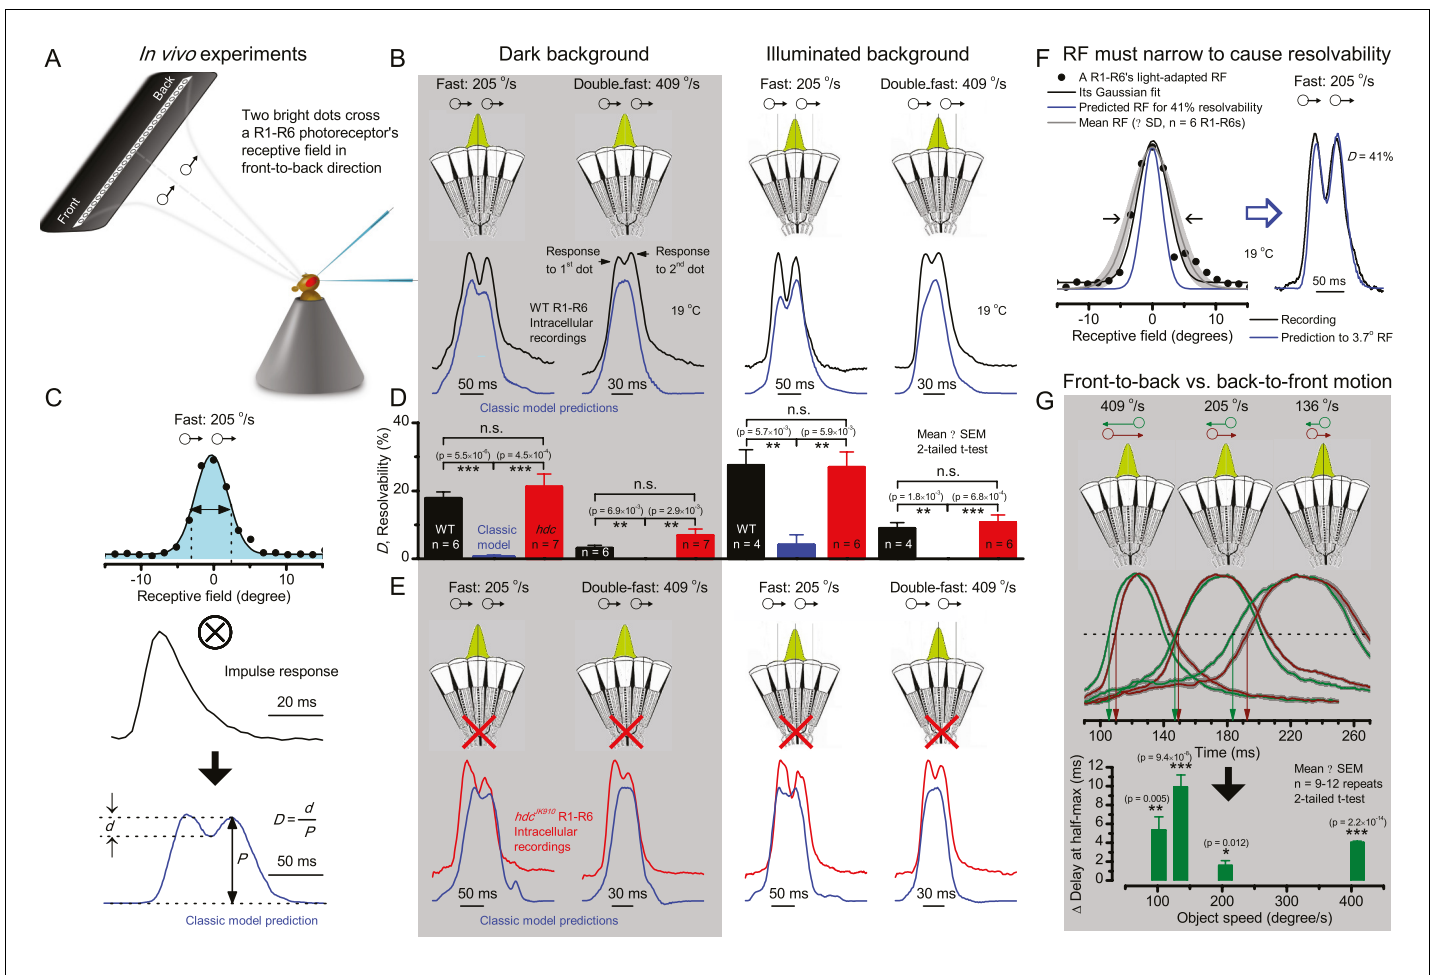 A
In vivo experiments
Back
Front
Two bright dots cross
a R1-R6 photoreceptor's
receptive field in
front-to-back direction
B
Dark background
Illuminated background
Fast: 205 °/s
Double-fast: 409 °/s
Fast: 205 °/s
Double-fast: 409 °/s
Response
to 1st dot
Response
to 2nd dot
WT R1-R6
Intracellular
recordings
19 °C
19 °C
50 ms
30 ms
50 ms
30 ms
Classic model predictions
C
Fast: 205 °/s
-10
0
10
Receptive field (degree)
Impulse response
20 ms
d
D = d/P
P
50 ms
Classic model prediction
D
D, Resolvability (%)
40
20
0
n.s.
(p = 5.5×10-6)
(p = 4.5×10-4)
***
***
WT
n = 6
Classic
model
hdc
n = 7
n.s.
(p = 6.9×10-3)
(p = 2.9×10-3)
**
**
n = 6
n = 7
n.s.
(p = 5.7×10-3)
(p = 5.9×10-3)
**
**
WT
n = 4
n = 6
Mean ? SEM
2-tailed t-test
n.s.
(p = 1.8×10-3)
(p = 6.8×10-4)
**
***
n = 4
n = 6
E
Fast: 205 °/s
Double-fast: 409 °/s
Fast: 205 °/s
Double-fast: 409 °/s
hdcJK910 R1-R6
Intracellular
recordings
50 ms
30 ms
50 ms
30 ms
Classic model predictions
F
RF must narrow to cause resolvability
A R1-R6's light-adapted RF
Its Gaussian fit
Predicted RF for 41% resolvability
Mean RF (? SD, n = 6 R1-R6s)
Fast: 205 °/s
D = 41%
19 °C
50 ms
-10
0
10
Receptive field (degrees)
Recording
Prediction to 3.7° RF
Front-to-back vs. back-to-front motion
G
409 °/s
205 °/s
136 °/s
100
140
180
220
260
Time (ms)
Δ Delay at half-max (ms)
12
10
8
6
4
2
0
(p = 0.005)
**
(p = 9.4×10-6)
***
(p = 0.012)
*
Mean ? SEM
n = 9-12 repeats
2-tailed t-test
(p = 2.2×10-14)
***
100
200
300
400
Object speed (degree/s)